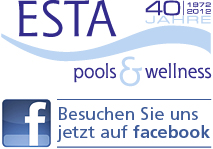 ESTA
40 1972
JAHRE 2012
pools & wellness
f
Besuchen Sie uns
jetzt auf facebook